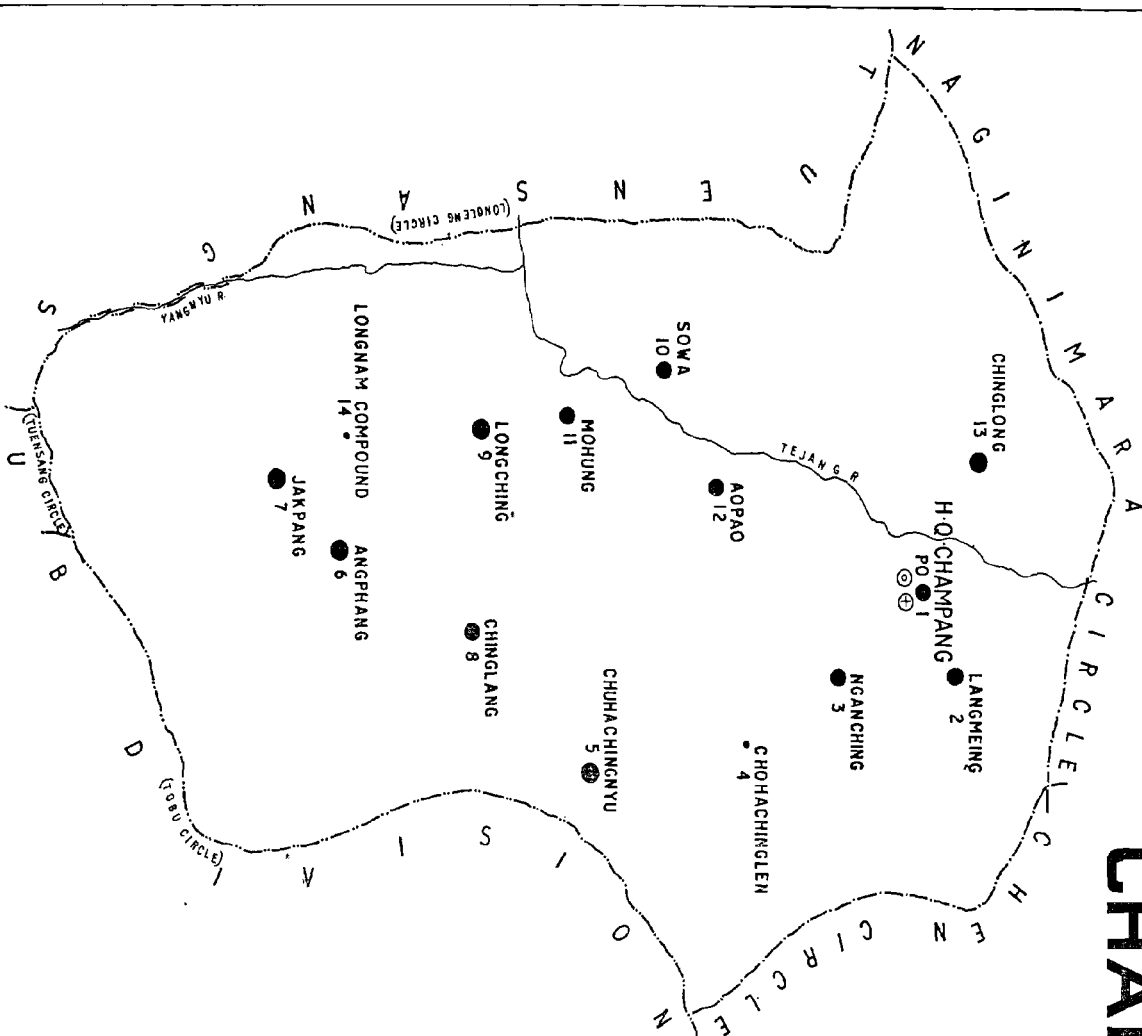 CHA
NAGINIMARA CIRCLE
CHEN CIRCLE
CHINGLONG
13
H.Q.CHAMPANG
PO 1
LANGMEING
2
TEJANG R
NGANCHING
3
AOPAO
12
CHOHACHINGLEN
4
SOWA
10
MOHUNG
11
CHUHACHINGNYU
5
LONGCHING
9
CHINGLANG
8
LONGNAM COMPOUND
14
ANGPHANG
6
JAKPANG
7
YANGNYU R.
TUENSANG SUB DIVISION
(LONGLENG CIRCLE)
(TUENSANG CIRCLE)
(TOBU CIRCLE)